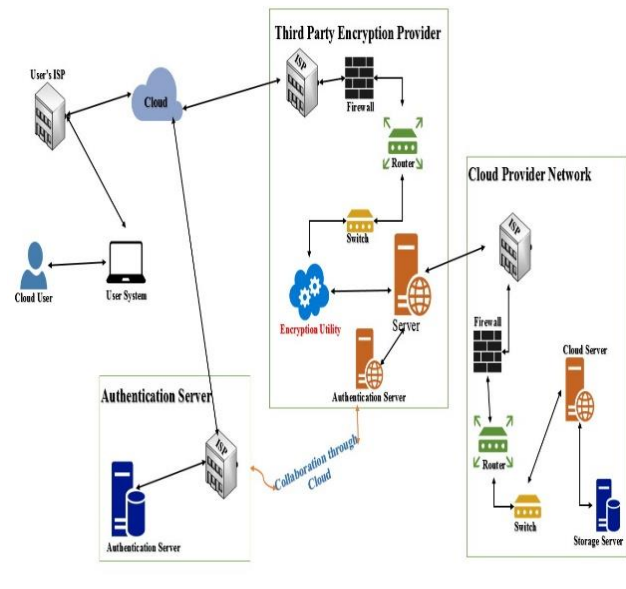 Third Party Encryption Provider
User's ISP
ISP
Cloud
Firewall
Router
Cloud Provider Network
Switch
ISP
Cloud User
User System
Encryption Utility
Server
Firewall
Cloud Server
Authentication Server
Authentication Server
ISP
Collaboration through
Cloud
Router
Switch
Storage Server
Authentication Server